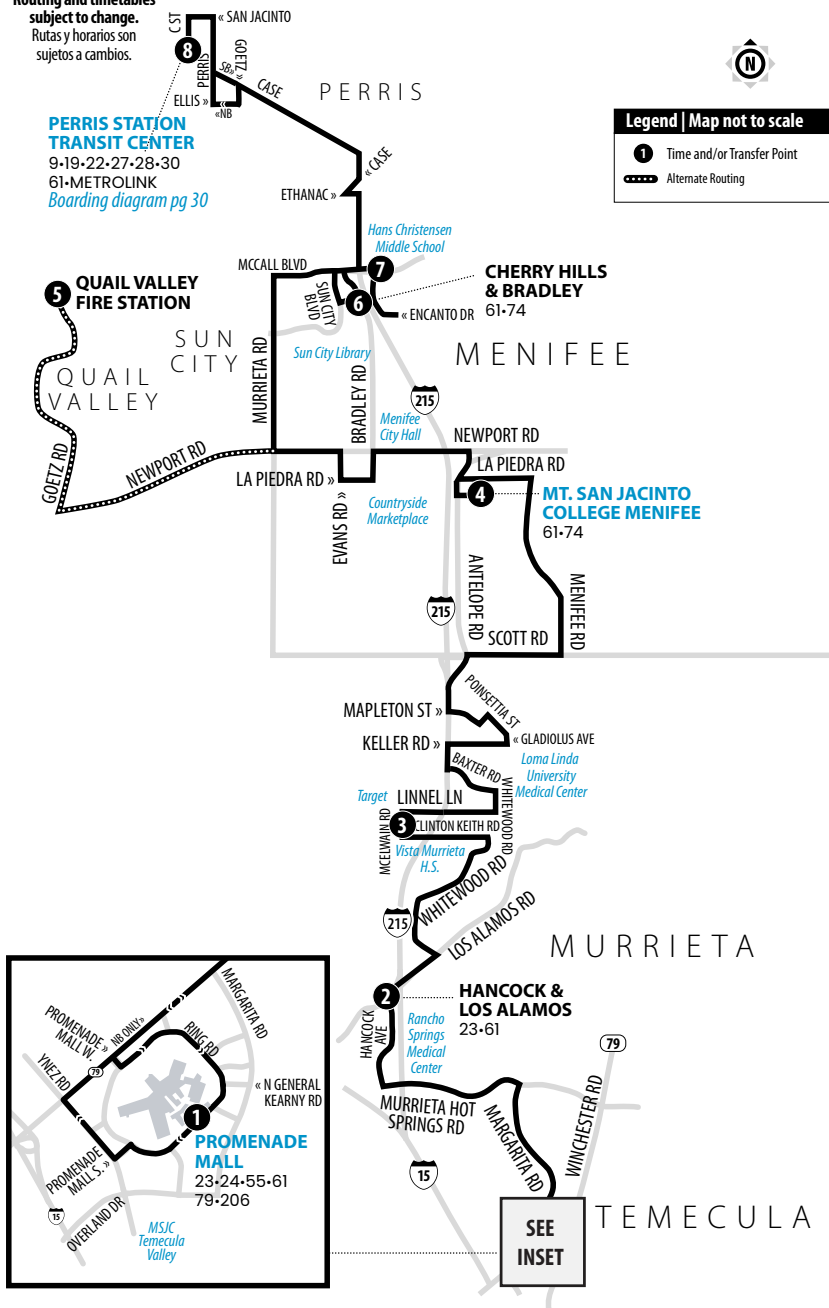 Routing and timetables
subject to change.
Rutas y horarios son
sujetos a cambios.
C ST
« SAN JACINTO
8
PERRIS
GOETZ »
SB»
CASE
ELLIS »
«NB
PERRIS
N
Legend | Map not to scale
1 Time and/or Transfer Point
Alternate Routing
PERRIS STATION
TRANSIT CENTER
9•19•22•27•28•30
61•METROLINK
Boarding diagram pg 30
« CASE
ETHANAC »
Hans Christensen
Middle School
MCCALL BLVD
7
5
QUAIL VALLEY
FIRE STATION
SUN CITY
BLVD
6
CHERRY HILLS
& BRADLEY
61•74
« ENCANTO DR
SUN
CITY
Sun City Library
MENIFEE
QUAIL
VALLEY
MURRIETA RD
BRADLEY RD
215
Menifee
City Hall
NEWPORT RD
GOETZ RD
NEWPORT RD
LA PIEDRA RD »
LA PIEDRA RD
4
MT. SAN JACINTO
COLLEGE MENIFEE
61•74
EVANS RD »
Countryside
Marketplace
ANTELOPE RD
MENIFEE RD
215
SCOTT RD
POINSETTIA ST
MAPLETON ST »
KELLER RD »
« GLADIOLUS AVE
BAXTER RD
Loma Linda
University
Medical Center
WHITEWOOD RD
Target
LINNEL LN
MCELWAIN RD
3
CLINTON KEITH RD
Vista Murrieta
H.S.
WHITEWOOD RD
215
LOS ALAMOS RD
MURRIETA
2
HANCOCK &
LOS ALAMOS
23•61
HANCOCK
AVE
Rancho
Springs
Medical
Center
79
MURRIETA HOT
SPRINGS RD
MARGARITA RD
WINCHESTER RD
15
SEE
INSET
TEMECULA
MARGARITA RD
PROMENADE »
MALL W.
NB ONLY»
RING RD
YNEZ RD
79
« N GENERAL
KEARNY RD
1
PROMENADE
MALL
23•24•55•61
79•206
PROMENADE
MALL S. »
OVERLAND DR
15
MSJC
Temecula
Valley